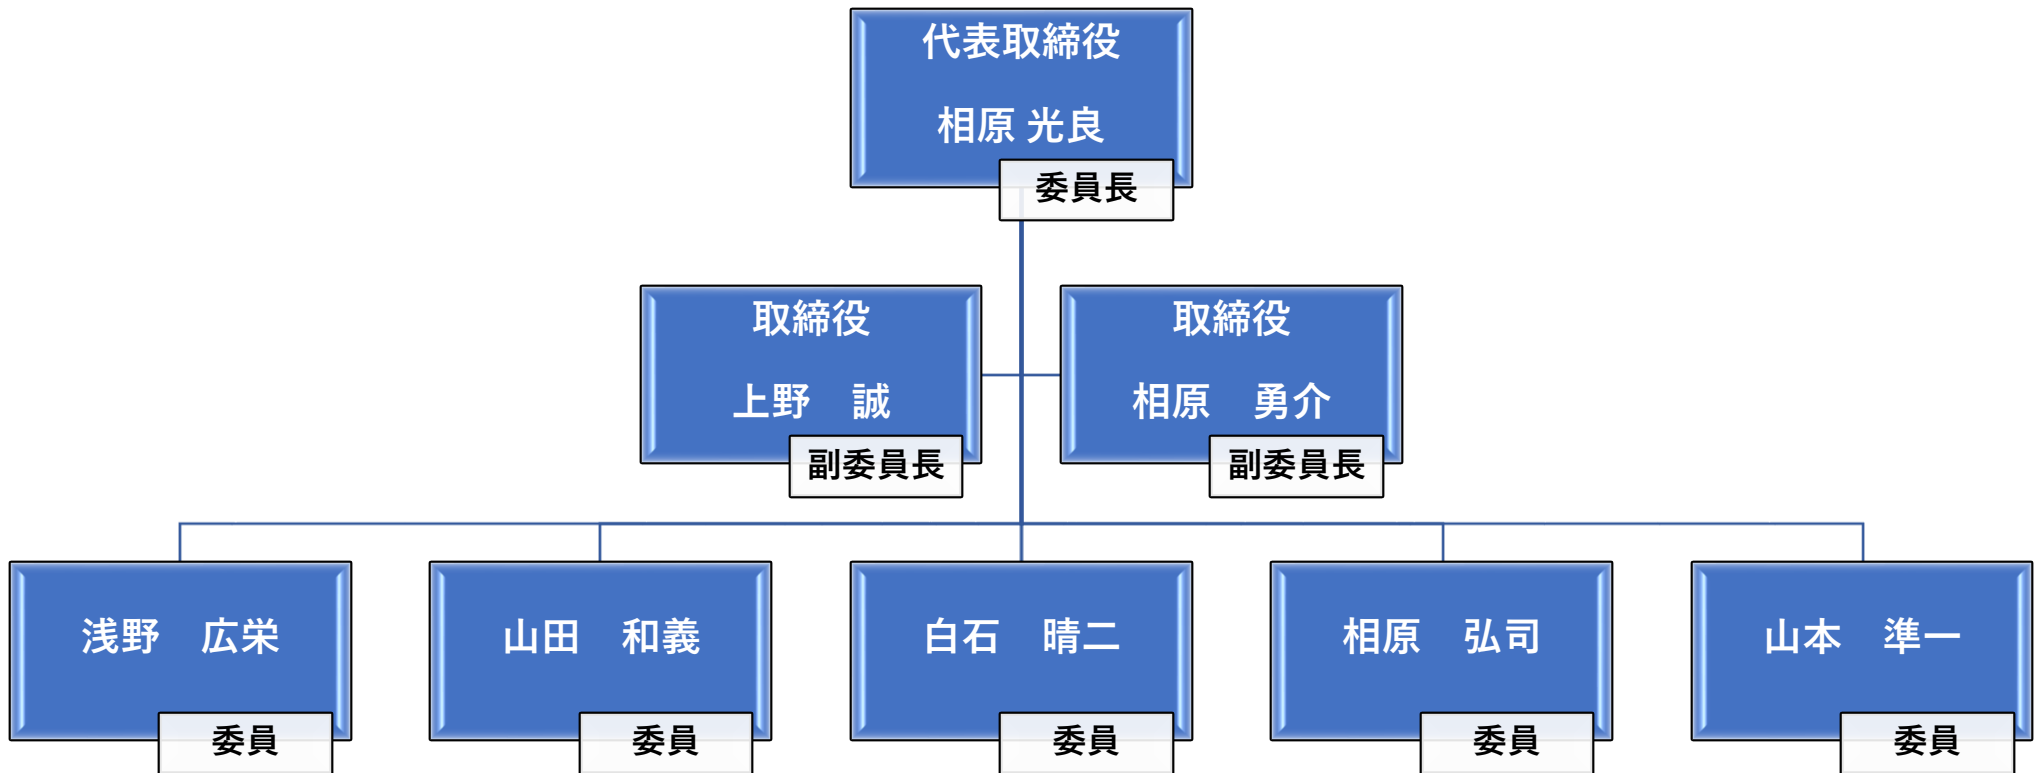 代表取締役
相原 光良
委員長
取締役
上野　誠
副委員長
取締役
相原　勇介
副委員長
浅野　広栄
委員
山田　和義
委員
白石　晴二
委員
相原　弘司
委員
山本　準一
委員